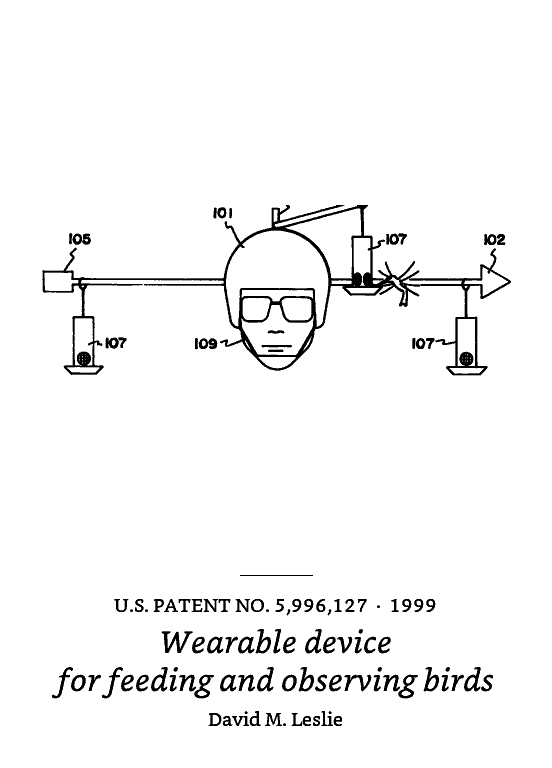 101
105
107
102
107
109
107
U.S. PATENT NO. 5,996,127 · 1999
Wearable device
for feeding and observing birds
David M. Leslie